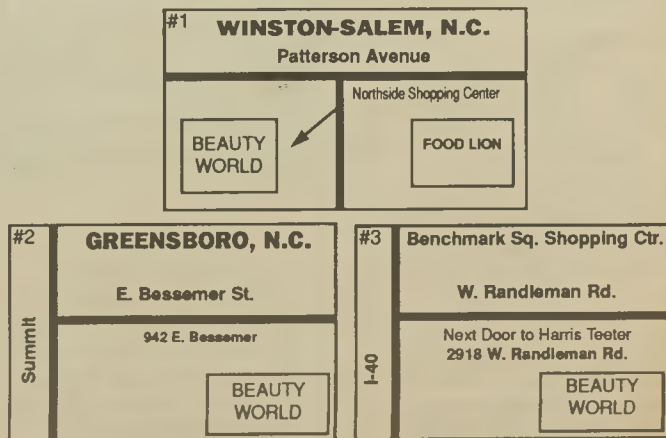 #1
WINSTON-SALEM, N.C.
Patterson Avenue
Northside Shopping Center
BEAUTY
WORLD
FOOD LION
#2
GREENSBORO, N.C.
E. Bessemer St.
Summit
942 E. Bessemer
BEAUTY
WORLD
#3
Benchmark Sq. Shopping Ctr.
W. Randleman Rd.
I-40
Next Door to Harris Teeter
2918 W. Randleman Rd.
BEAUTY
WORLD